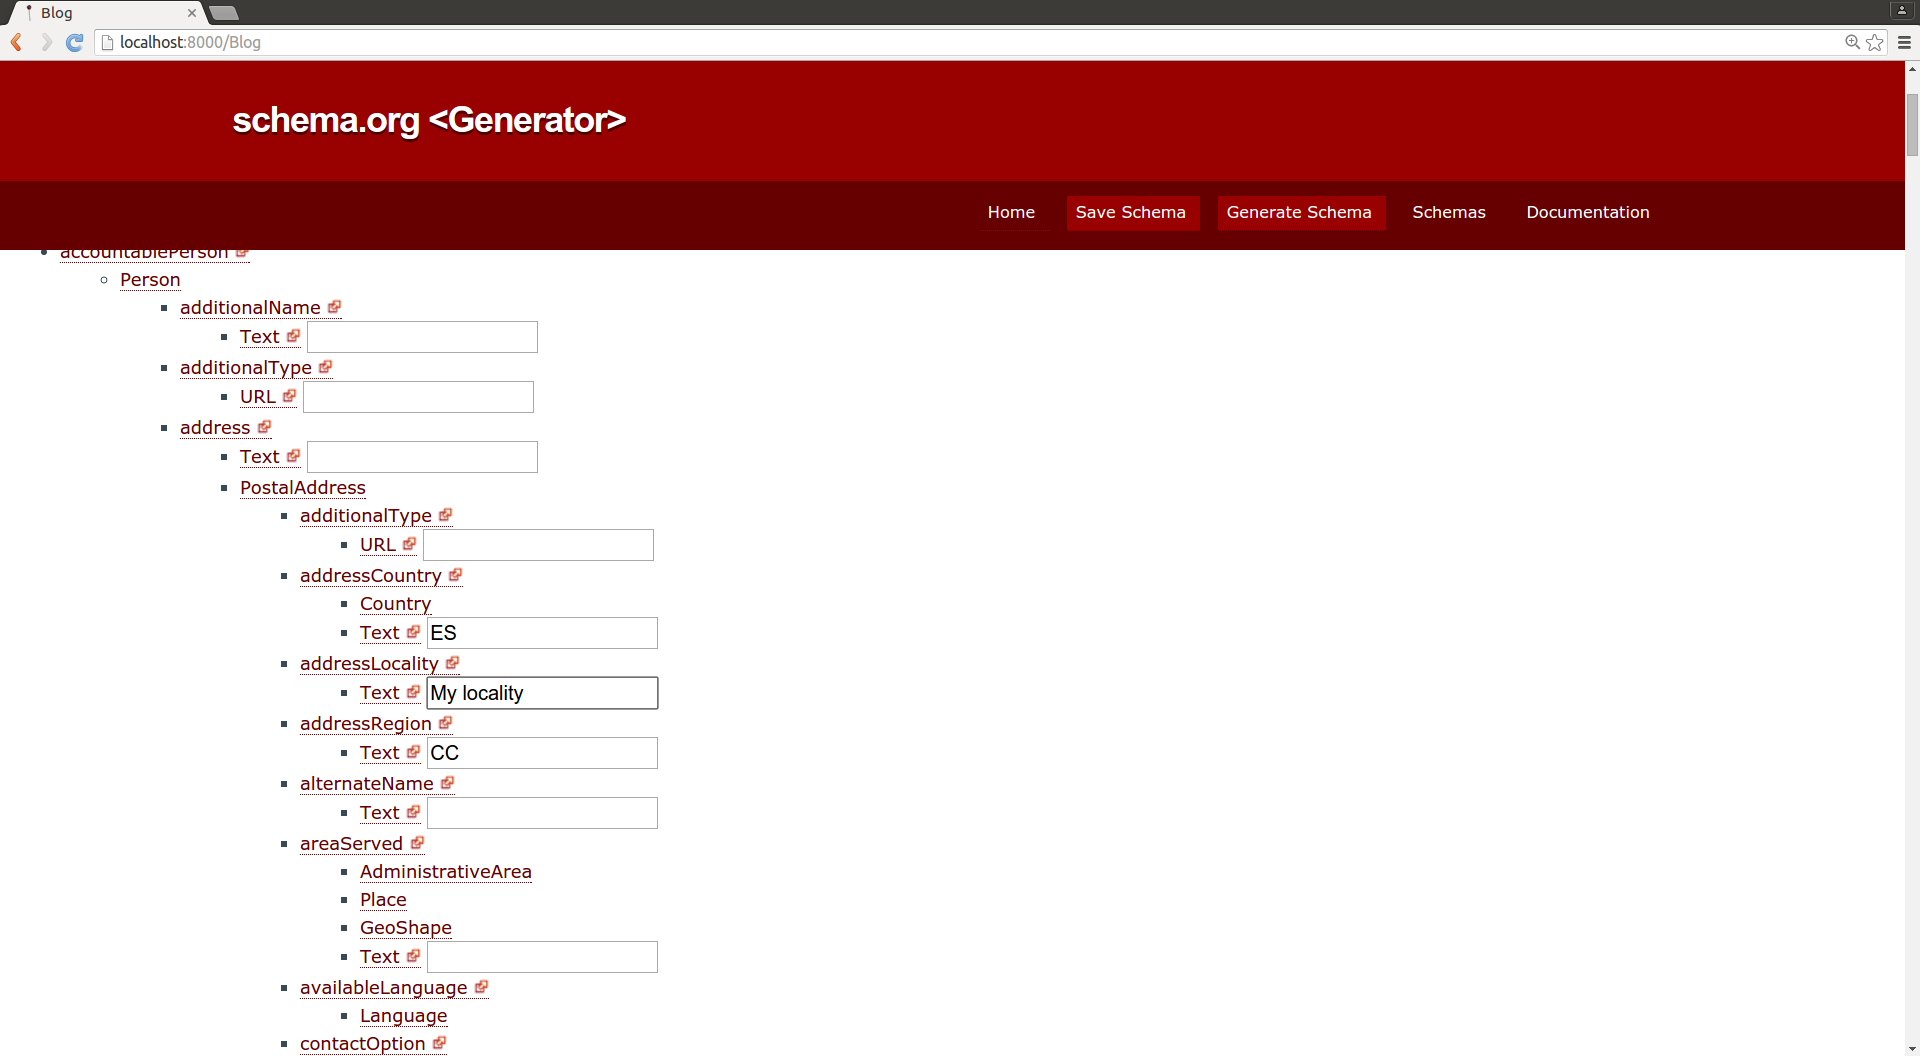 Blog
localhost:8000/Blog
schema.org <Generator>
Home Save Schema Generate Schema Schemas Documentation
accountablePerson
Person
additionalName
Text
additionalType
URL
address
Text
PostalAddress
additionalType
URL
addressCountry
Country
Text ES
addressLocality
Text My locality
addressRegion
Text CC
alternateName
Text
areaServed
AdministrativeArea
Place
GeoShape
Text
availableLanguage
Language
contactOption